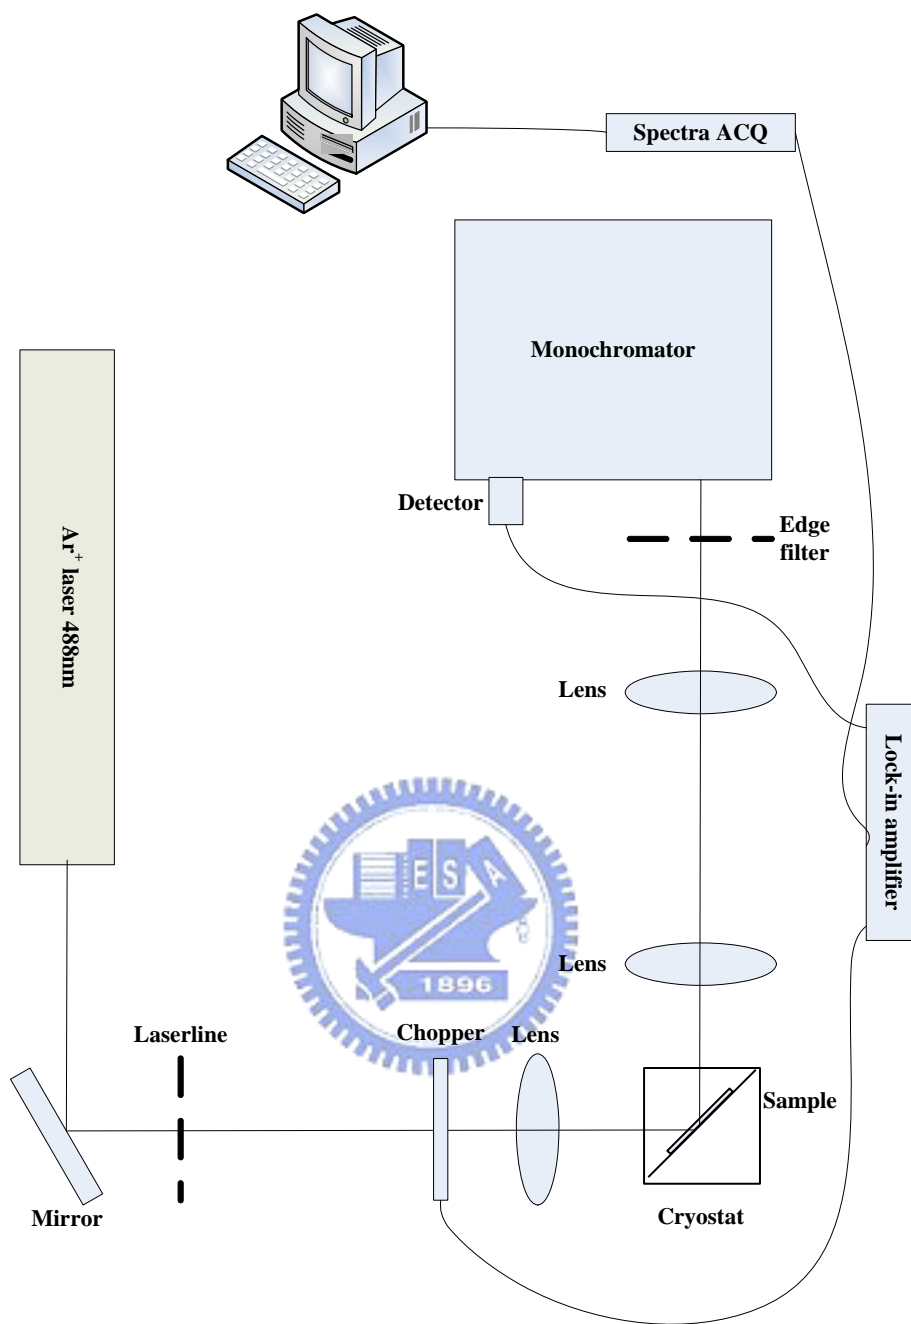 Spectra ACQ
Monochromator
Detector
Edge
filter
Ar+ laser 488nm
Lens
Lock-in amplifier
E S A
Lens
1896
Laserline
Chopper
Lens
Sample
Mirror
Cryostat